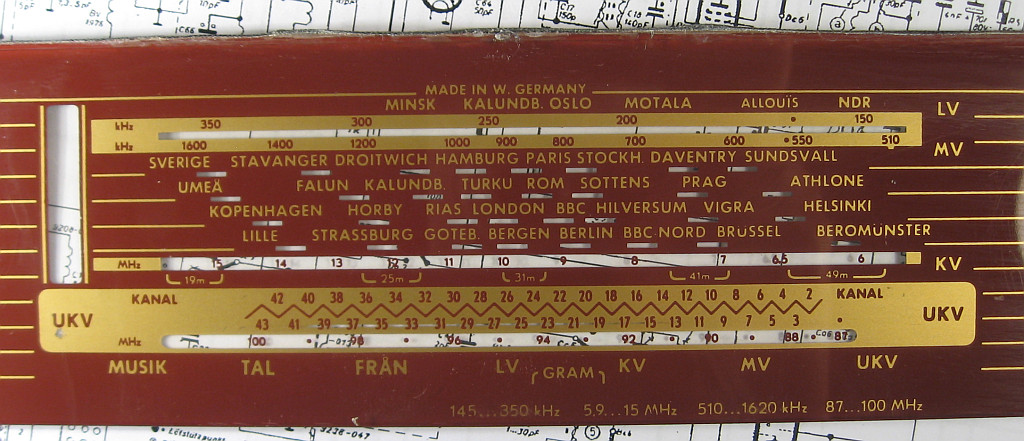 MADE IN W. GERMANY
MINSK KALUNDB. OSLO MOTALA ALLOUÏS NDR LV
kHz 350 300 250 200 150
kHz 1600 1400 1200 1000 900 800 700 600 550 510 MV
SVERIGE STAVANGER DROITWICH HAMBURG PARIS STOCKH. DAVENTRY SUNDSVALL
UMEÄ FALUN KALUNDB. TURKU ROM SOTTENS PRAG ATHLONE
KOPENHAGEN HORBY RIAS LONDON BBC HILVERSUM VIGRA HELSINKI
LILLE STRASSBURG GOTEB. BERGEN BERLIN BBC NORD BRÜSSEL BEROMÜNSTER
MHz 15 14 13 12 11 10 9 8 7 6,5 6 KV
19m 25m 31m 41m 49m
KANAL 42 40 38 36 34 32 30 28 26 24 22 20 18 16 14 12 10 8 6 4 2 KANAL
UKV UKV
43 41 39 37 35 33 31 29 27 25 23 21 19 17 15 13 11 9 7 5 3
MHz 100 98 96 94 92 90 88 87
MUSIK TAL FRÅN LV GRAM KV MV UKV
145...350 kHz 5,9...15 MHz 510...1620 kHz 87...100 MHz
3238-047
(5)